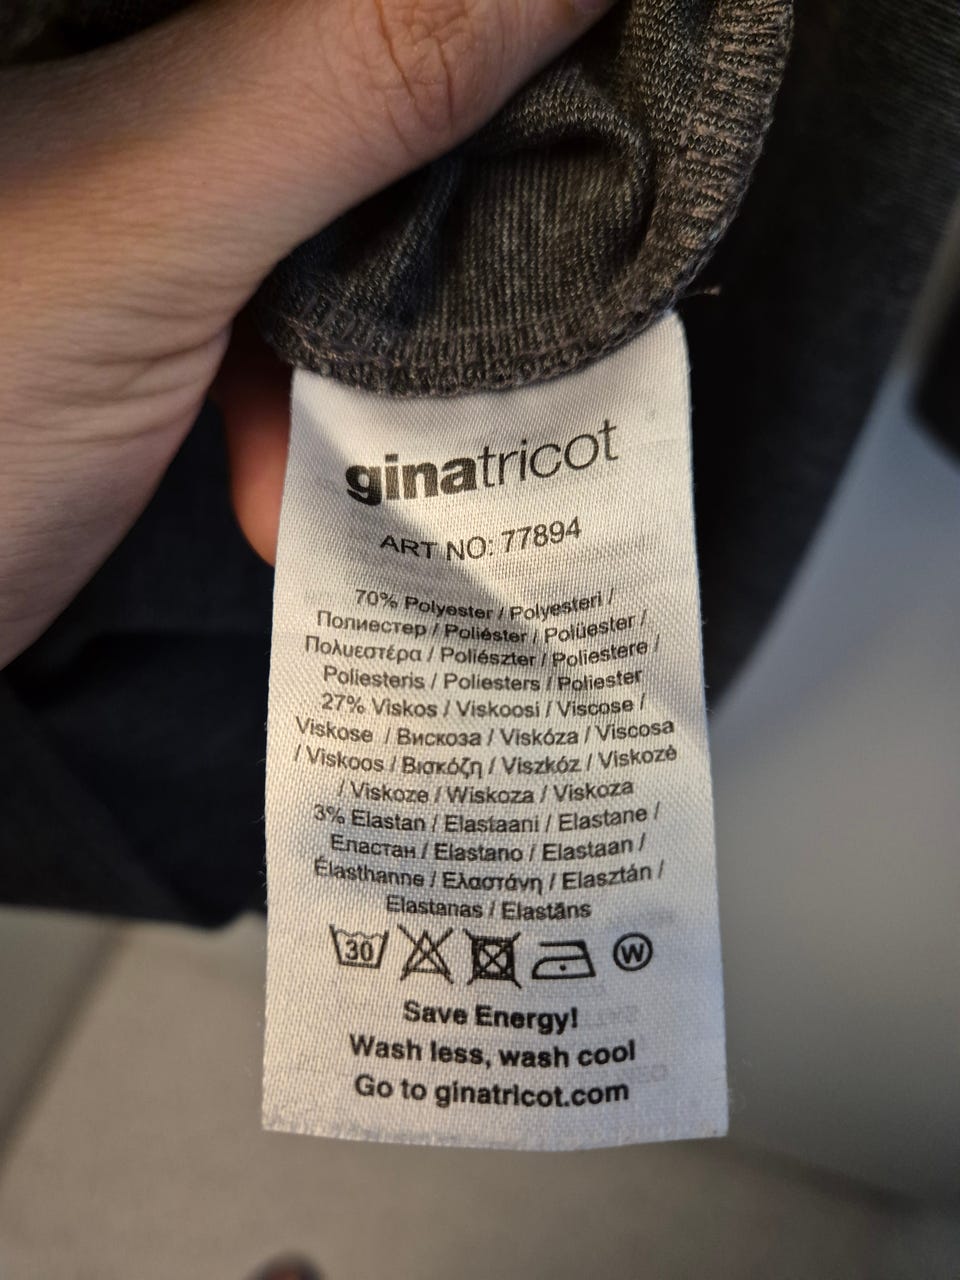 ginatricot
ART NO: 77894
70% Polyester / Polyesteri /
Полиестер / Poliéster / Polüester /
Πολυεστέρα / Poliészter / Poliestere /
Poliesteris / Poliesters / Poliester
27% Viskos / Viskoosi / Viscose /
Viskose / Вискоза / Viskóza / Viscosa
/ Viskoos / Βισκόζη / Viszkóz / Viskozė
/ Viskoze / Wiskoza / Viskoza
3% Elastan / Elastaani / Elastane /
Еластан / Elastano / Elastaan /
Élasthanne / Ελαστάνη / Elasztán /
Elastanas / Elastāns
30 W
Save Energy!
Wash less, wash cool
Go to ginatricot.com